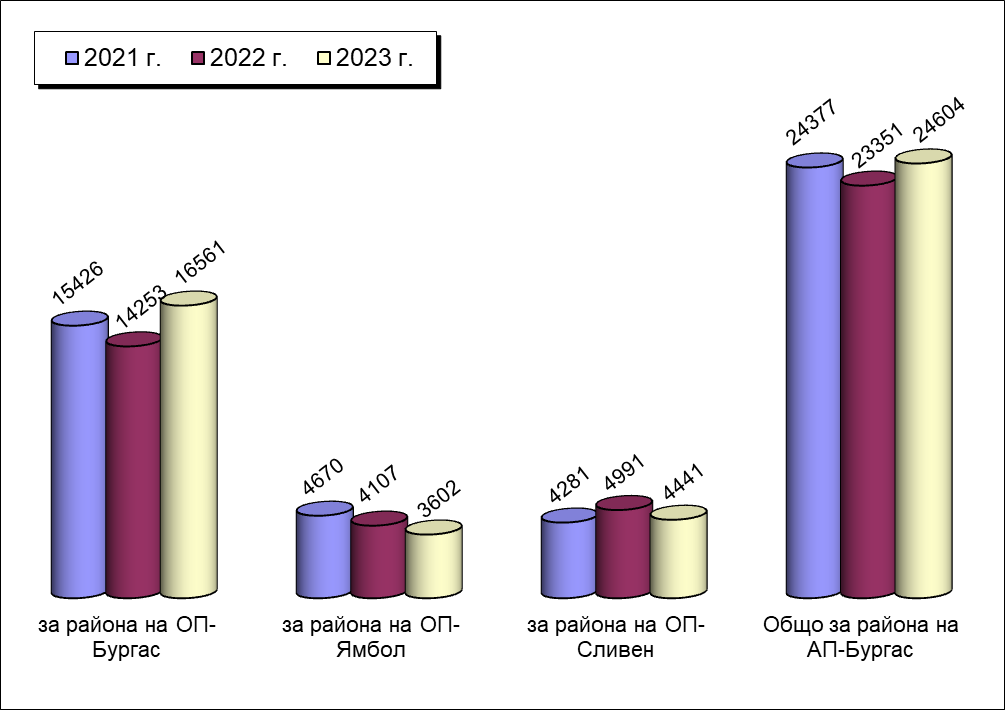 2021 г. 2022 г. 2023 г.
15426 14253 16561
4670 4107 3602
4281 4991 4441
24377 23351 24604
за района на ОП-
Бургас
за района на ОП-
Ямбол
за района на ОП-
Сливен
Общо за района на
АП-Бургас